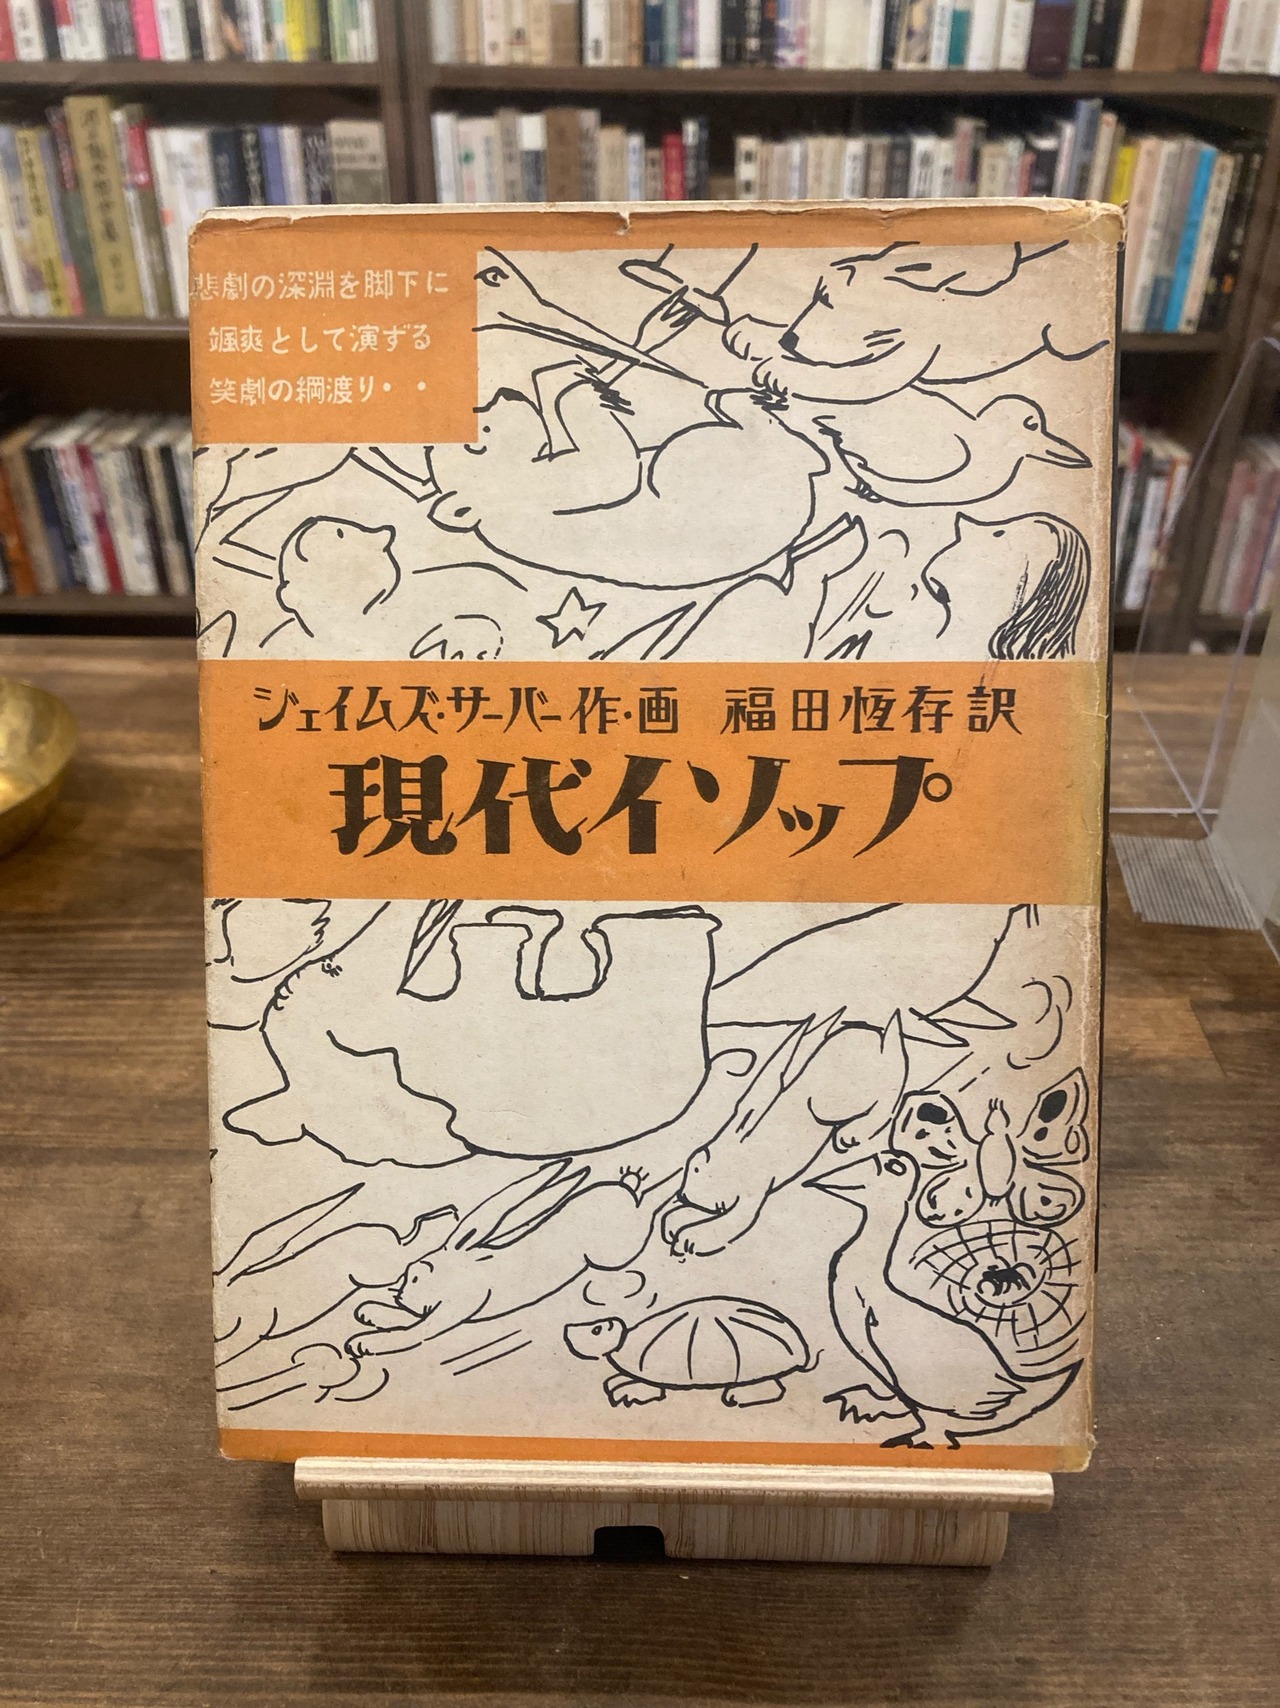 悲劇の深淵を脚下に
颯爽として演ずる
笑劇の綱渡り・・
ジェイムズ・サーバー作・画 福田恆存訳
現代イソップ